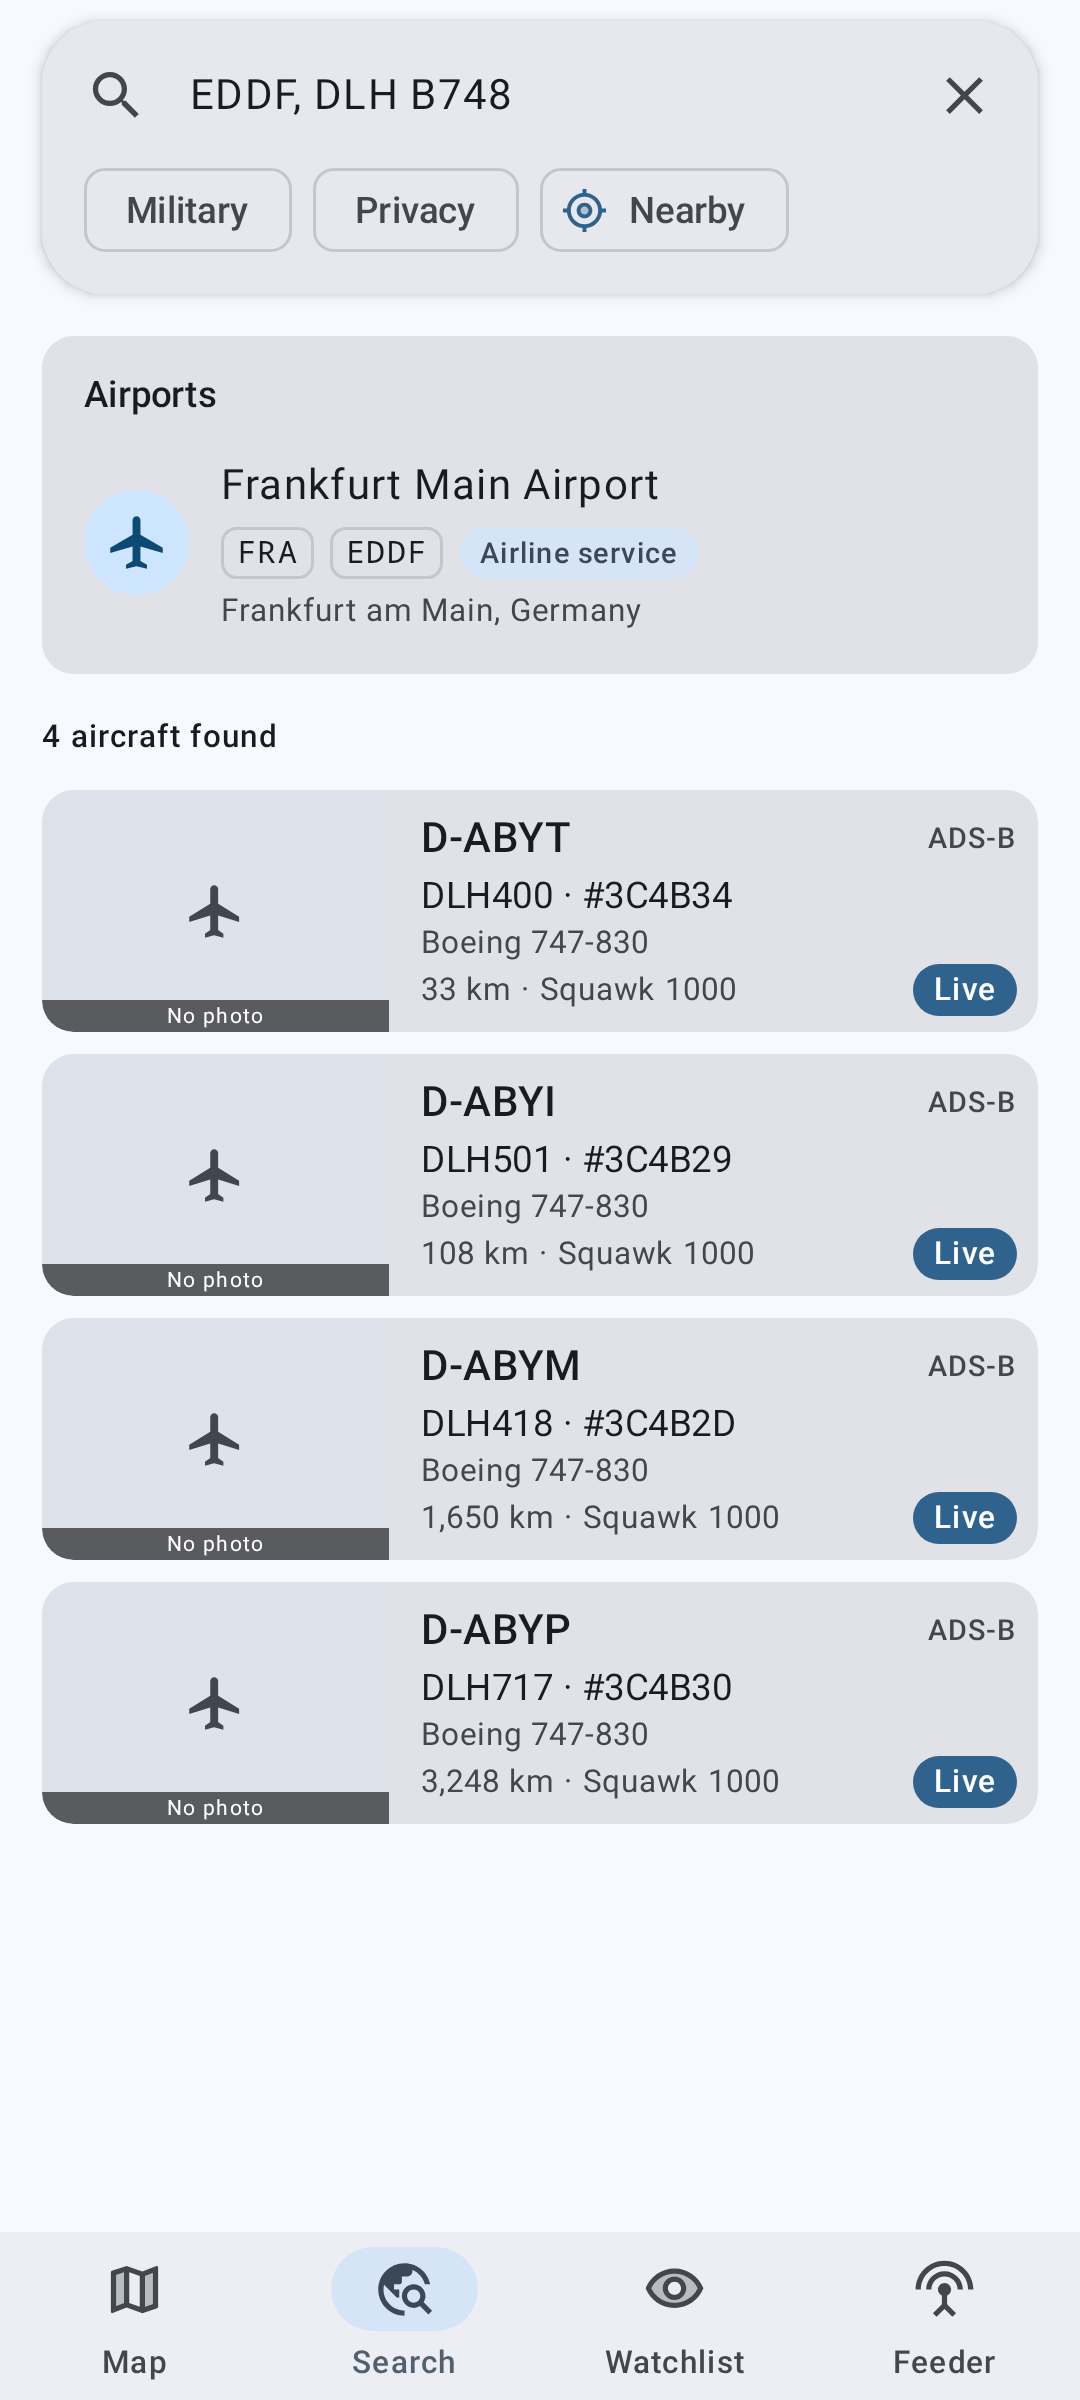 EDDF, DLH B748
Military
Privacy
Nearby
Airports
Frankfurt Main Airport
FRA
EDDF
Airline service
Frankfurt am Main, Germany
4 aircraft found
D-ABYT
ADS-B
DLH400 · #3C4B34
Boeing 747-830
33 km · Squawk 1000
Live
No photo
D-ABYI
ADS-B
DLH501 · #3C4B29
Boeing 747-830
108 km · Squawk 1000
Live
No photo
D-ABYM
ADS-B
DLH418 · #3C4B2D
Boeing 747-830
1,650 km · Squawk 1000
Live
No photo
D-ABYP
ADS-B
DLH717 · #3C4B30
Boeing 747-830
3,248 km · Squawk 1000
Live
No photo
Map
Search
Watchlist
Feeder